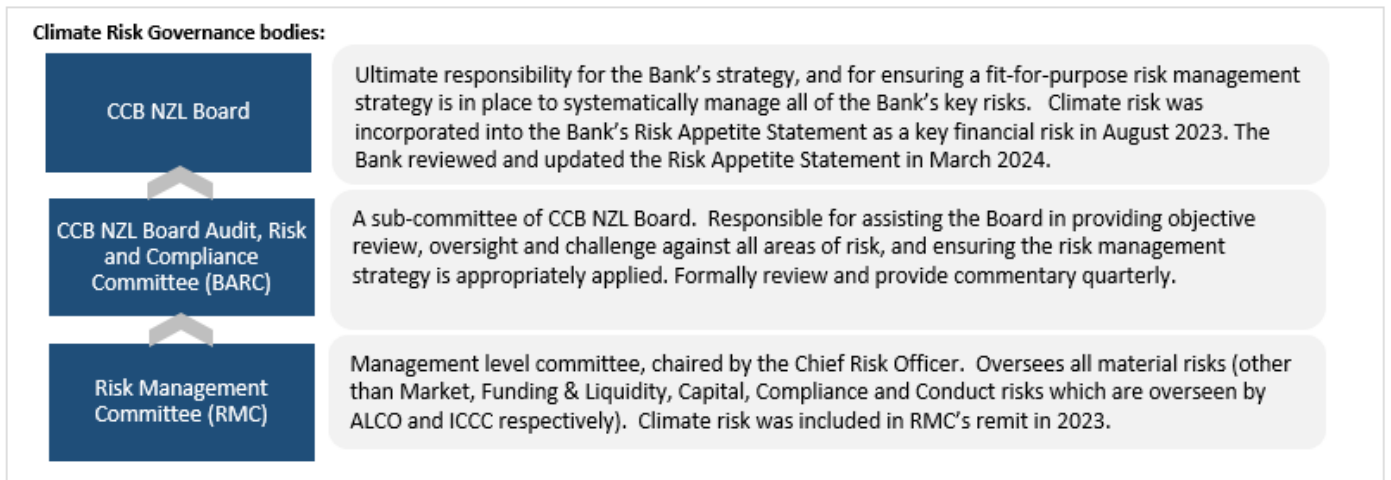 Climate Risk Governance bodies:
CCB NZL Board
Ultimate responsibility for the Bank's strategy, and for ensuring a fit-for-purpose risk management
strategy is in place to systematically manage all of the Bank's key risks.   Climate risk was
incorporated into the Bank's Risk Appetite Statement as a key financial risk in August 2023. The
Bank reviewed and updated the Risk Appetite Statement in March 2024.
CCB NZL Board Audit, Risk
and Compliance
Committee (BARC)
A sub-committee of CCB NZL Board.  Responsible for assisting the Board in providing objective
review, oversight and challenge against all areas of risk, and ensuring the risk management
strategy is appropriately applied. Formally review and provide commentary quarterly.
Risk Management
Committee (RMC)
Management level committee, chaired by the Chief Risk Officer.  Oversees all material risks (other
than Market, Funding & Liquidity, Capital, Compliance and Conduct risks which are overseen by
ALCO and ICCC respectively).  Climate risk was included in RMC's remit in 2023.